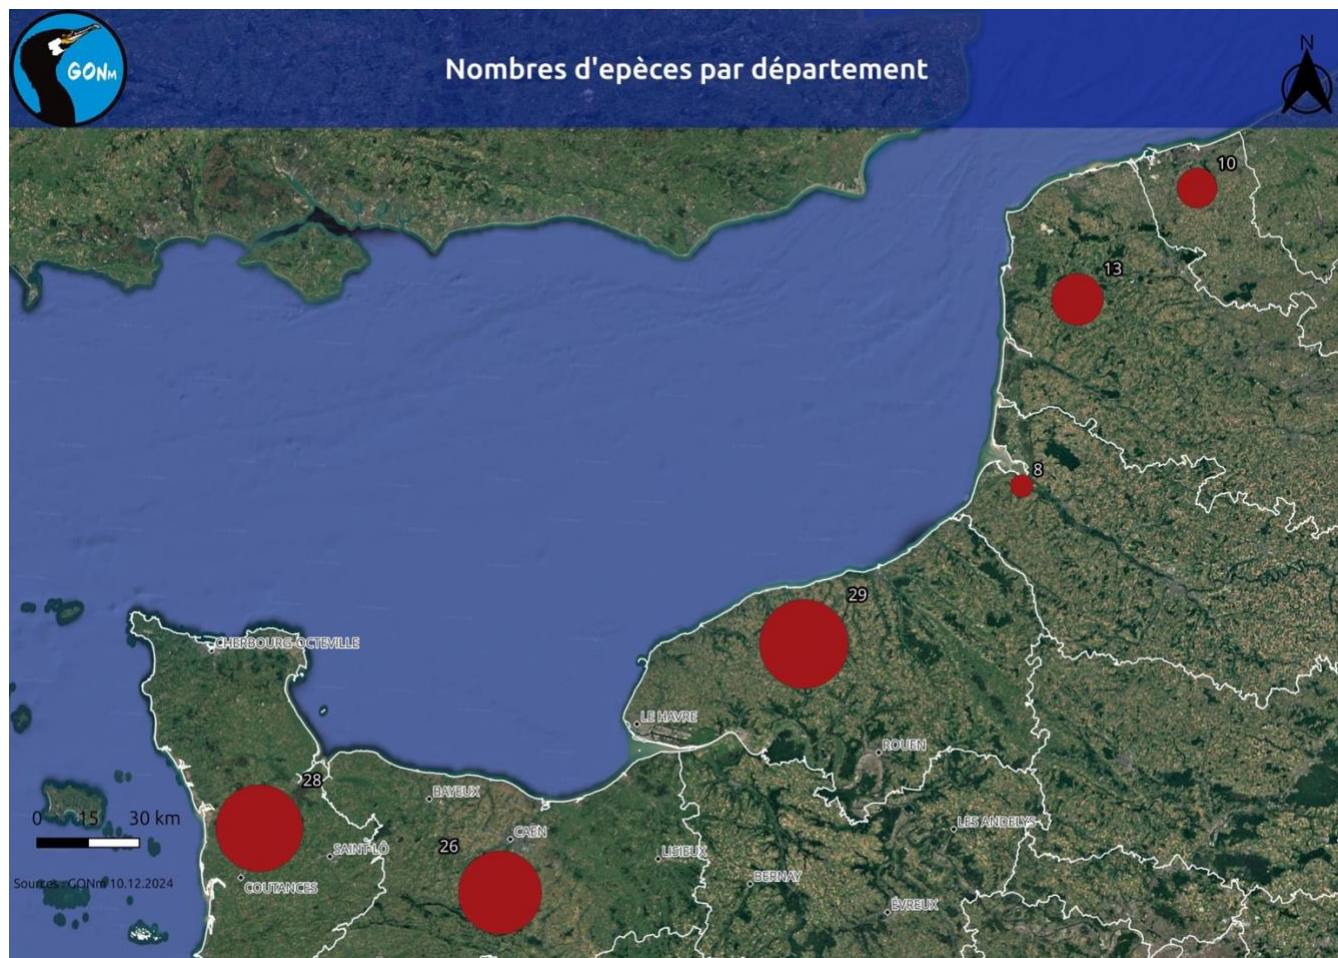 GONm
Nombres d'epèces par département
N
10
13
8
29
CHERBOURG-OCTEVILLE
LE HAVRE
ROUEN
28
BAYEUX
0 15 30 km
CAEN
LES ANDELYS
26
SAINT-LÔ
LISIEUX
Sources : GONm 10.12.2024
COUTANCES
BERNAY
ÉVREUX